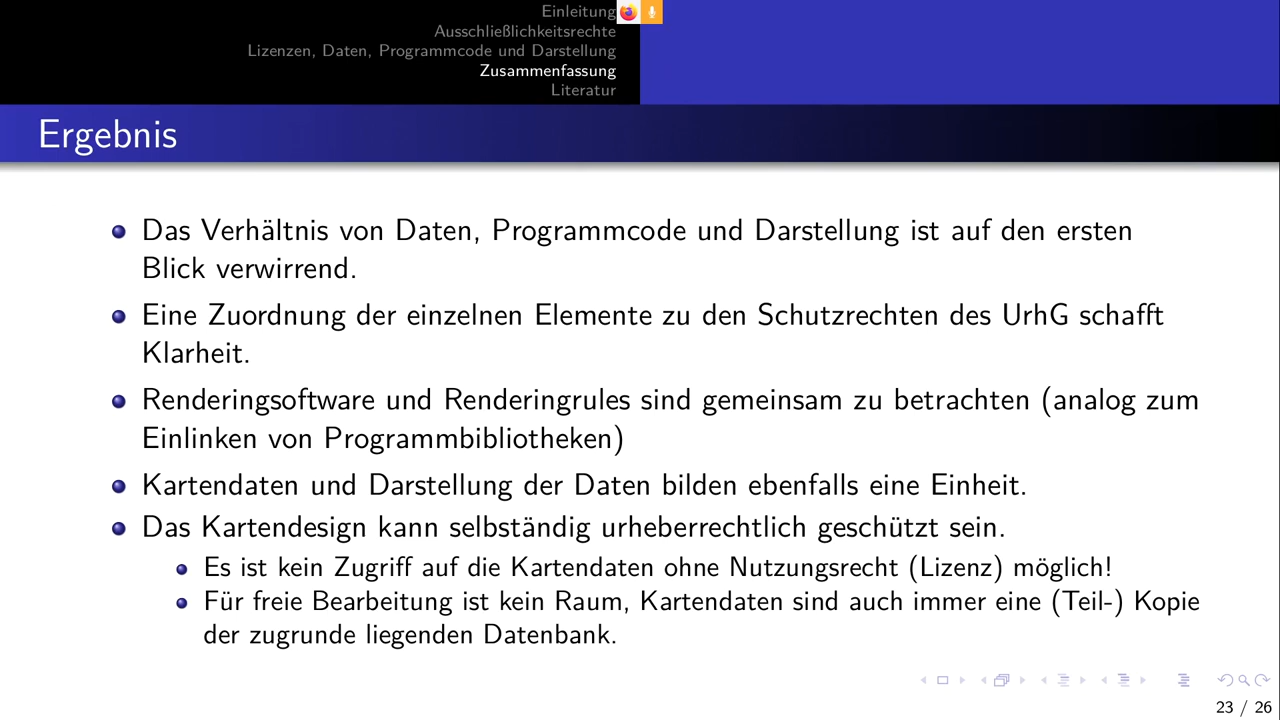 Einleitung
Ausschließlichkeitsrechte
Lizenzen, Daten, Programmcode und Darstellung
Zusammenfassung
Literatur
Ergebnis
Das Verhältnis von Daten, Programmcode und Darstellung ist auf den ersten
Blick verwirrend.
Eine Zuordnung der einzelnen Elemente zu den Schutzrechten des UrhG schafft
Klarheit.
Renderingsoftware und Renderingrules sind gemeinsam zu betrachten (analog zum
Einlinken von Programmbibliotheken)
Kartendaten und Darstellung der Daten bilden ebenfalls eine Einheit.
Das Kartendesign kann selbständig urheberrechtlich geschützt sein.
Es ist kein Zugriff auf die Kartendaten ohne Nutzungsrecht (Lizenz) möglich!
Für freie Bearbeitung ist kein Raum, Kartendaten sind auch immer eine (Teil-) Kopie
der zugrunde liegenden Datenbank.
23 / 26